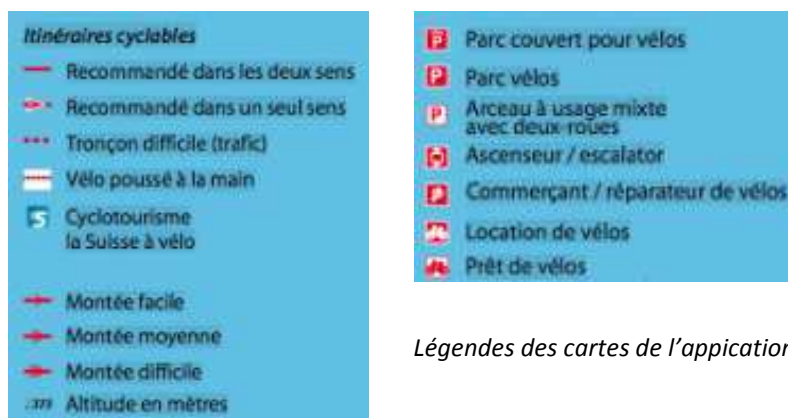 Itinéraires cyclables
Recommandé dans les deux sens
Recommandé dans un seul sens
Tronçon difficile (trafic)
Vélo poussé à la main
Cyclotourisme
la Suisse à vélo
Montée facile
Montée moyenne
Montée difficile
Altitude en mètres
P Parc couvert pour vélos
P Parc vélos
P Arceau à usage mixte
avec deux-roues
Ascenseur / escalator
Commerçant / réparateur de vélos
Location de vélos
Prêt de vélos
Légendes des cartes de l'appication